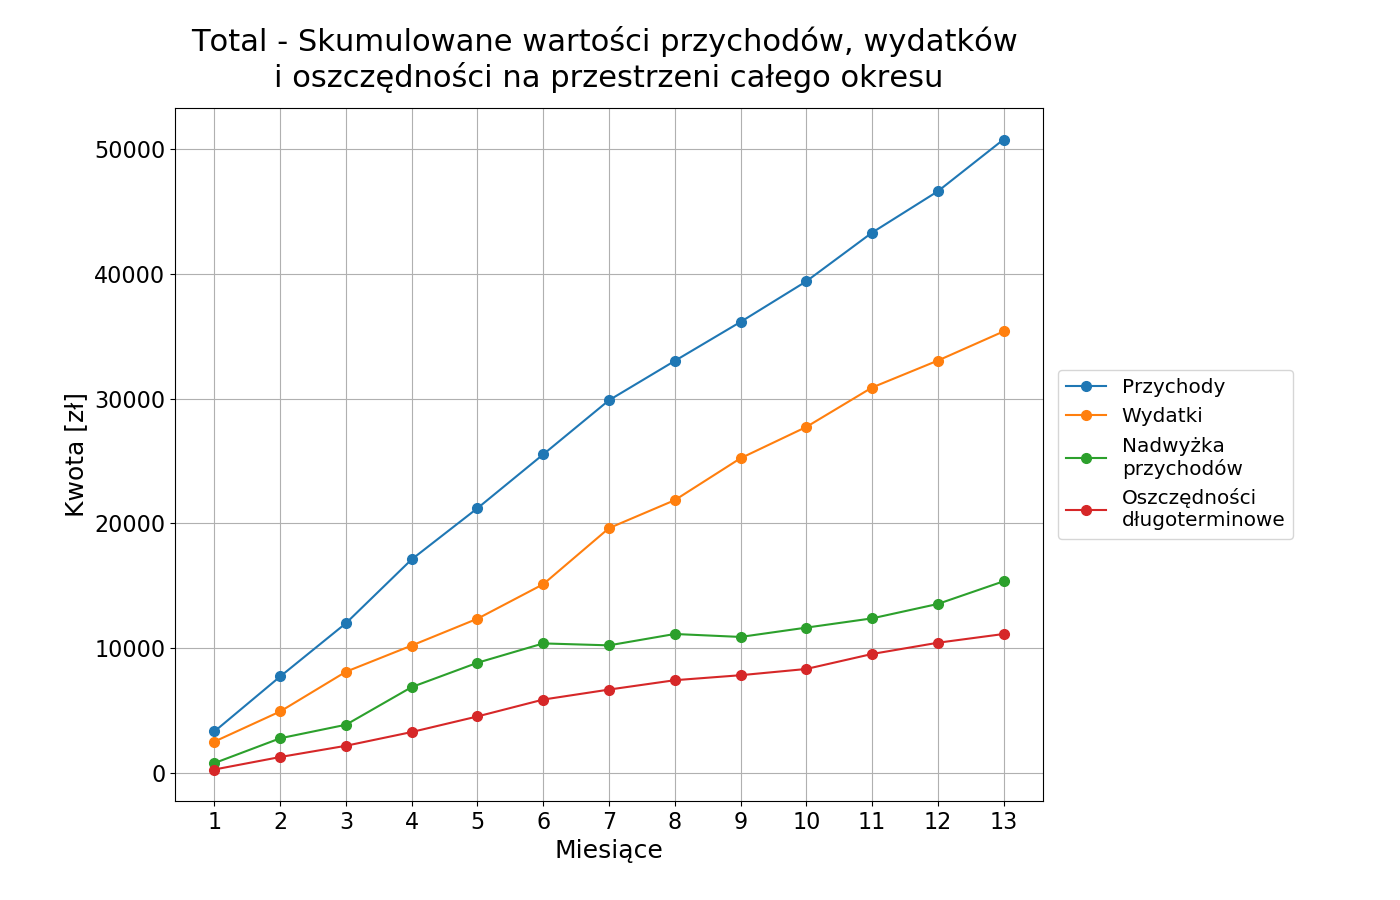 Total - Skumulowane wartości przychodów, wydatków
i oszczędności na przestrzeni całego okresu
50000
40000
30000
20000
10000
0
Kwota [zł]
1 2 3 4 5 6 7 8 9 10 11 12 13
Miesiące
Przychody
Wydatki
Nadwyżka
przychodów
Oszczędności
długoterminowe